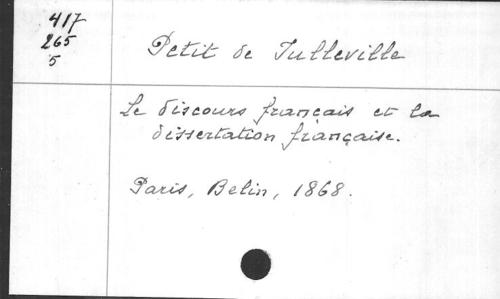 417
265
5
Petit de Julleville
Le discours français et la
dissertation française.
Paris, Belin, 1868.